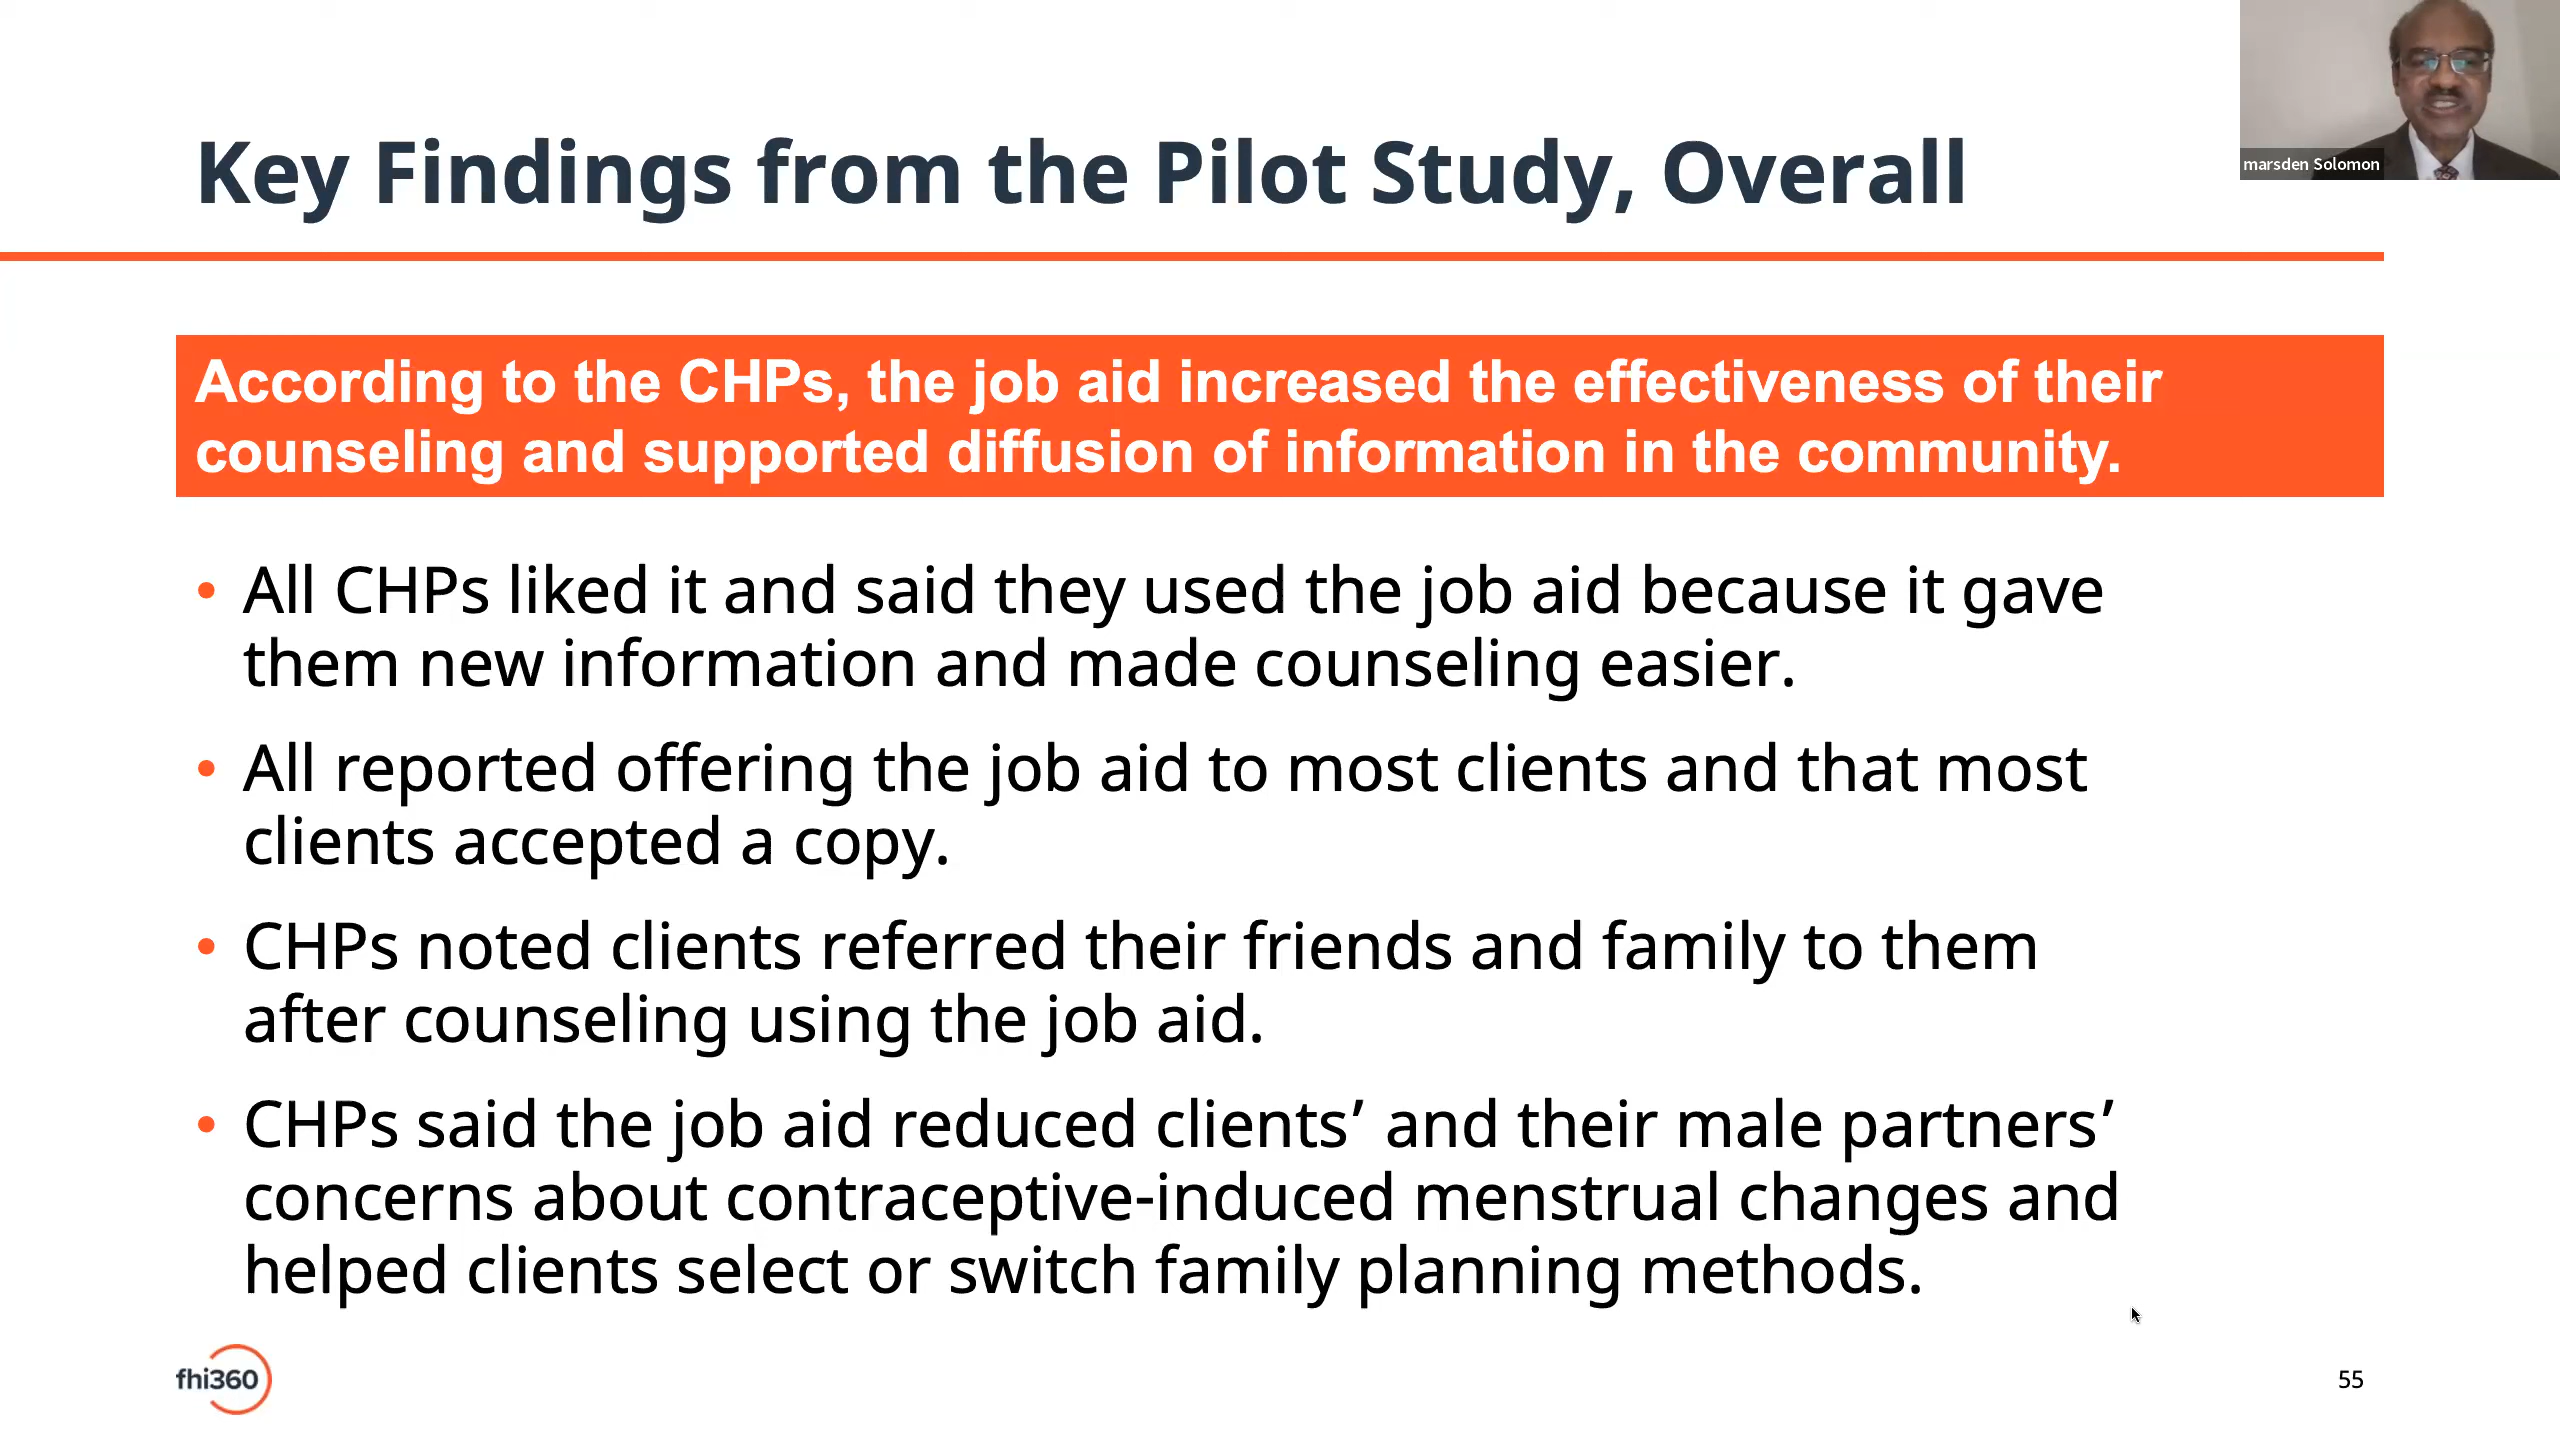 marsden Solomon
Key Findings from the Pilot Study, Overall
According to the CHPs, the job aid increased the effectiveness of their
counseling and supported diffusion of information in the community.
• All CHPs liked it and said they used the job aid because it gave
them new information and made counseling easier.
• All reported offering the job aid to most clients and that most
clients accepted a copy.
• CHPs noted clients referred their friends and family to them
after counseling using the job aid.
• CHPs said the job aid reduced clients’ and their male partners’
concerns about contraceptive-induced menstrual changes and
helped clients select or switch family planning methods.
fhi360
55